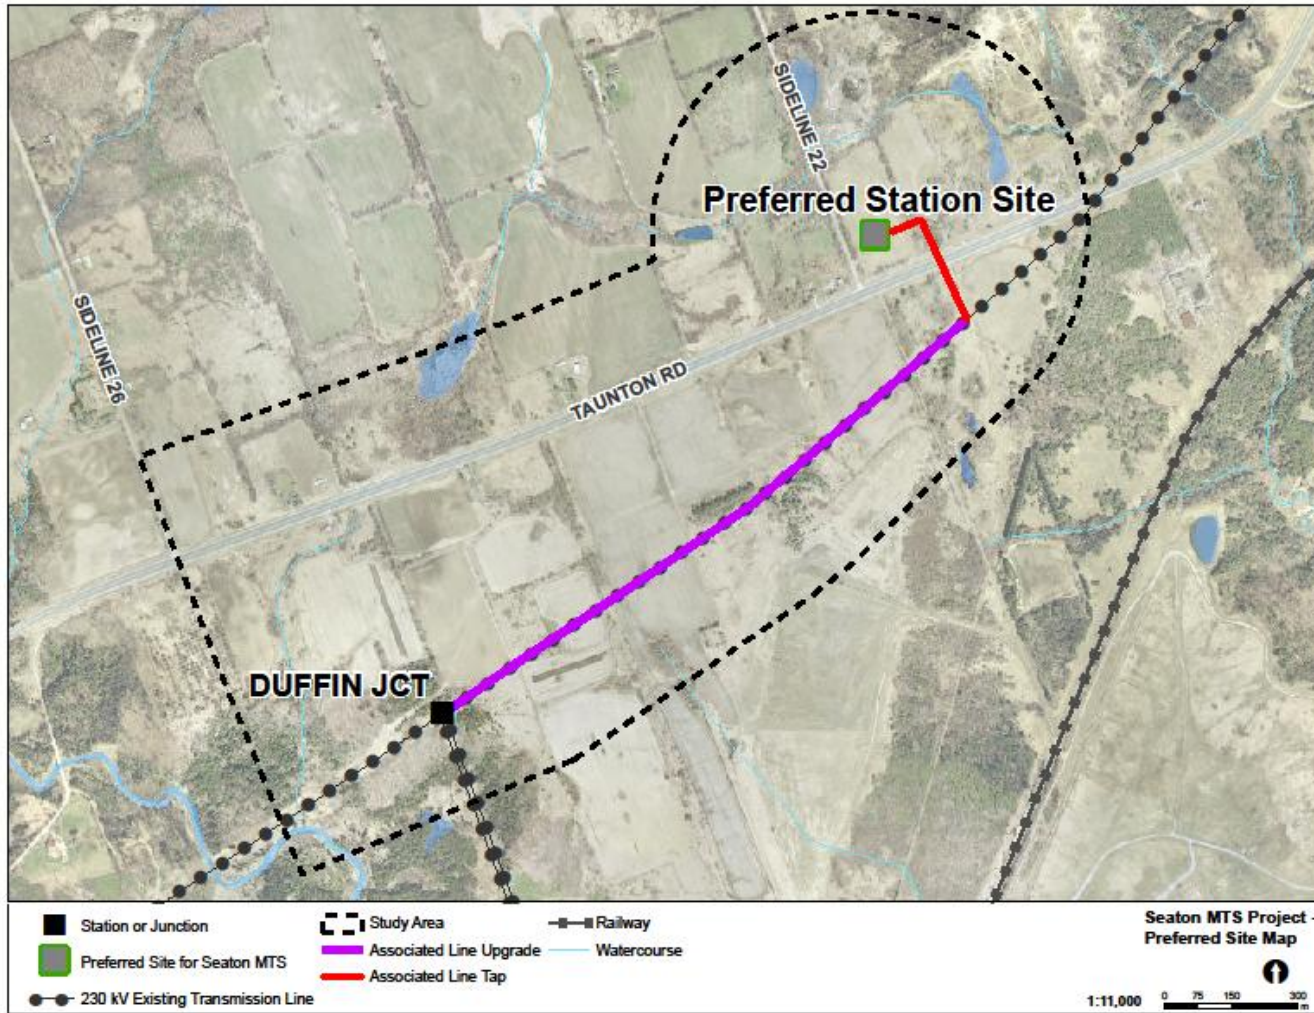 SIDELINE 22
Preferred Station Site
SIDELINE 26
TAUNTON RD
DUFFIN JCT
Station or Junction
Preferred Site for Seaton MTS
230 kV Existing Transmission Line
Study Area
Associated Line Upgrade
Associated Line Tap
Railway
Watercourse
Seaton MTS Project -
Preferred Site Map
1:11,000
0 75 150 300
m